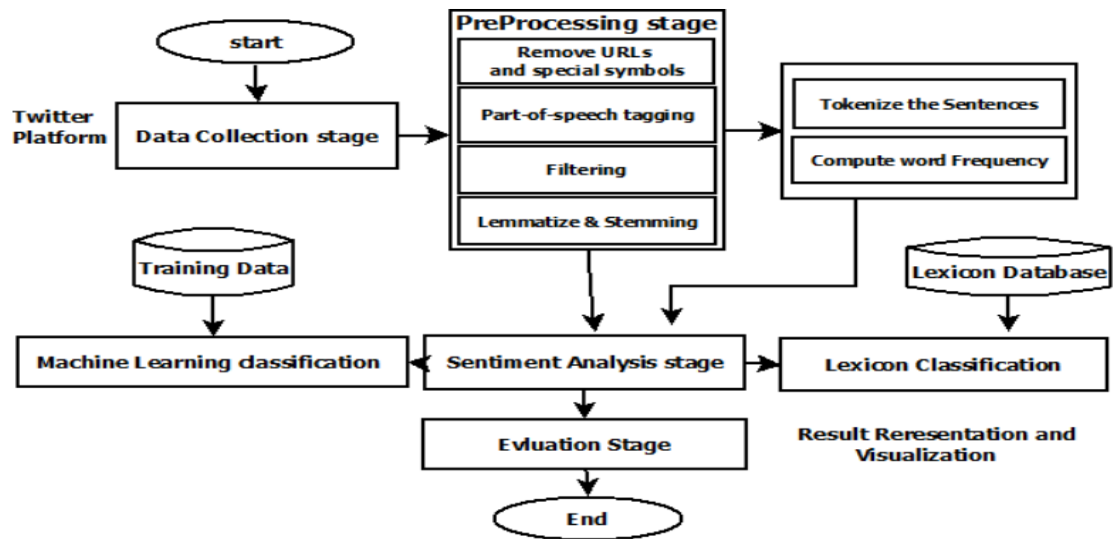 start
Twitter
Platform
Data Collection stage
PreProcessing stage
Remove URLs
and special symbols
Part-of-speech tagging
Filtering
Lemmatize & Stemming
Tokenize the Sentences
Compute word Frequency
Training Data
Lexicon Database
Machine Learning classification
Sentiment Analysis stage
Lexicon Classification
Evluation Stage
Result Reresentation and
Visualization
End